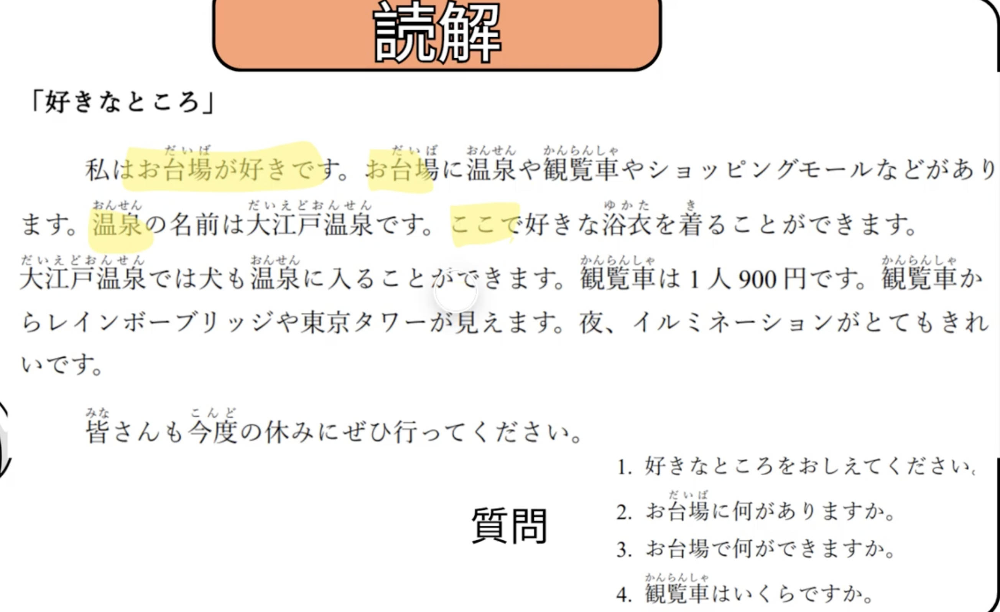 読解
「好きなところ」
だいば だいば おんせん かんらんしゃ
私はお台場が好きです。お台場に温泉や観覧車やショッピングモールなどがあり
おんせん だいえどおんせん ゆかた き
ます。温泉の名前は大江戸温泉です。ここで好きな浴衣を着ることができます。
だいえどおんせん おんせん かんらんしゃ かんらんしゃ
大江戸温泉では犬も温泉に入ることができます。観覧車は1人900円です。観覧車か
らレインボーブリッジや東京タワーが見えます。夜、イルミネーションがとてもきれ
いです。
みな こんど
皆さんも今度の休みにぜひ行ってください。
質問
1. 好きなところをおしえてください。
だいば
2. お台場に何がありますか。
3. お台場で何ができますか。
かんらんしゃ
4. 観覧車はいくらですか。